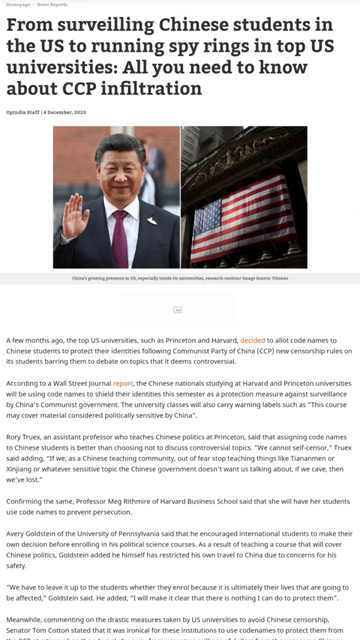 Homepage › News Reports
From surveilling Chinese students in
the US to running spy rings in top US
universities: All you need to know
about CCP infiltration
OpIndia Staff | 4 December, 2020
China's growing presence in US, especially inside its universities, research centres/ Image Source: 9News
Ad
A few months ago, the top US universities, such as Princeton and Harvard, decided to allot code names to
Chinese students to protect their identities following Communist Party of China (CCP) new censorship rules on
its students barring them to debate on topics that it deems controversial.
According to a Wall Street Journal report, the Chinese nationals studying at Harvard and Princeton universities
will be using code names to shield their identities this semester as a protection measure against surveillance
by China's Communist government. The university classes will also carry warning labels such as "This course
may cover material considered politically sensitive by China".
Rory Truex, an assistant professor who teaches Chinese politics at Princeton, said that assigning code names
to Chinese students is better than choosing not to discuss controversial topics. "We cannot self-censor," Truex
said adding, "If we, as a Chinese teaching community, out of fear stop teaching things like Tiananmen or
Xinjiang or whatever sensitive topic the Chinese government doesn't want us talking about, if we cave, then
we've lost,"
Confirming the same, Professor Meg Rithmire of Harvard Business School said that she will have her students
use code names to prevent persecution.
Avery Goldstein of the University of Pennsylvania said that he encouraged international students to make their
own decision before enrolling in his political science courses. As a result of teaching a course that will cover
Chinese politics, Goldstein added he himself has restricted his own travel to China due to concerns for his
safety.
"We have to leave it up to the students whether they enrol because it is ultimately their lives that are going to
be affected," Goldstein said. He added, "I will make it clear that there is nothing I can do to protect them".
Meanwhile, commenting on the drastic measures taken by US universities to avoid Chinese censorship,
Senator Tom Cotton stated that it was ironical for these institutions to use codenames to protect them from